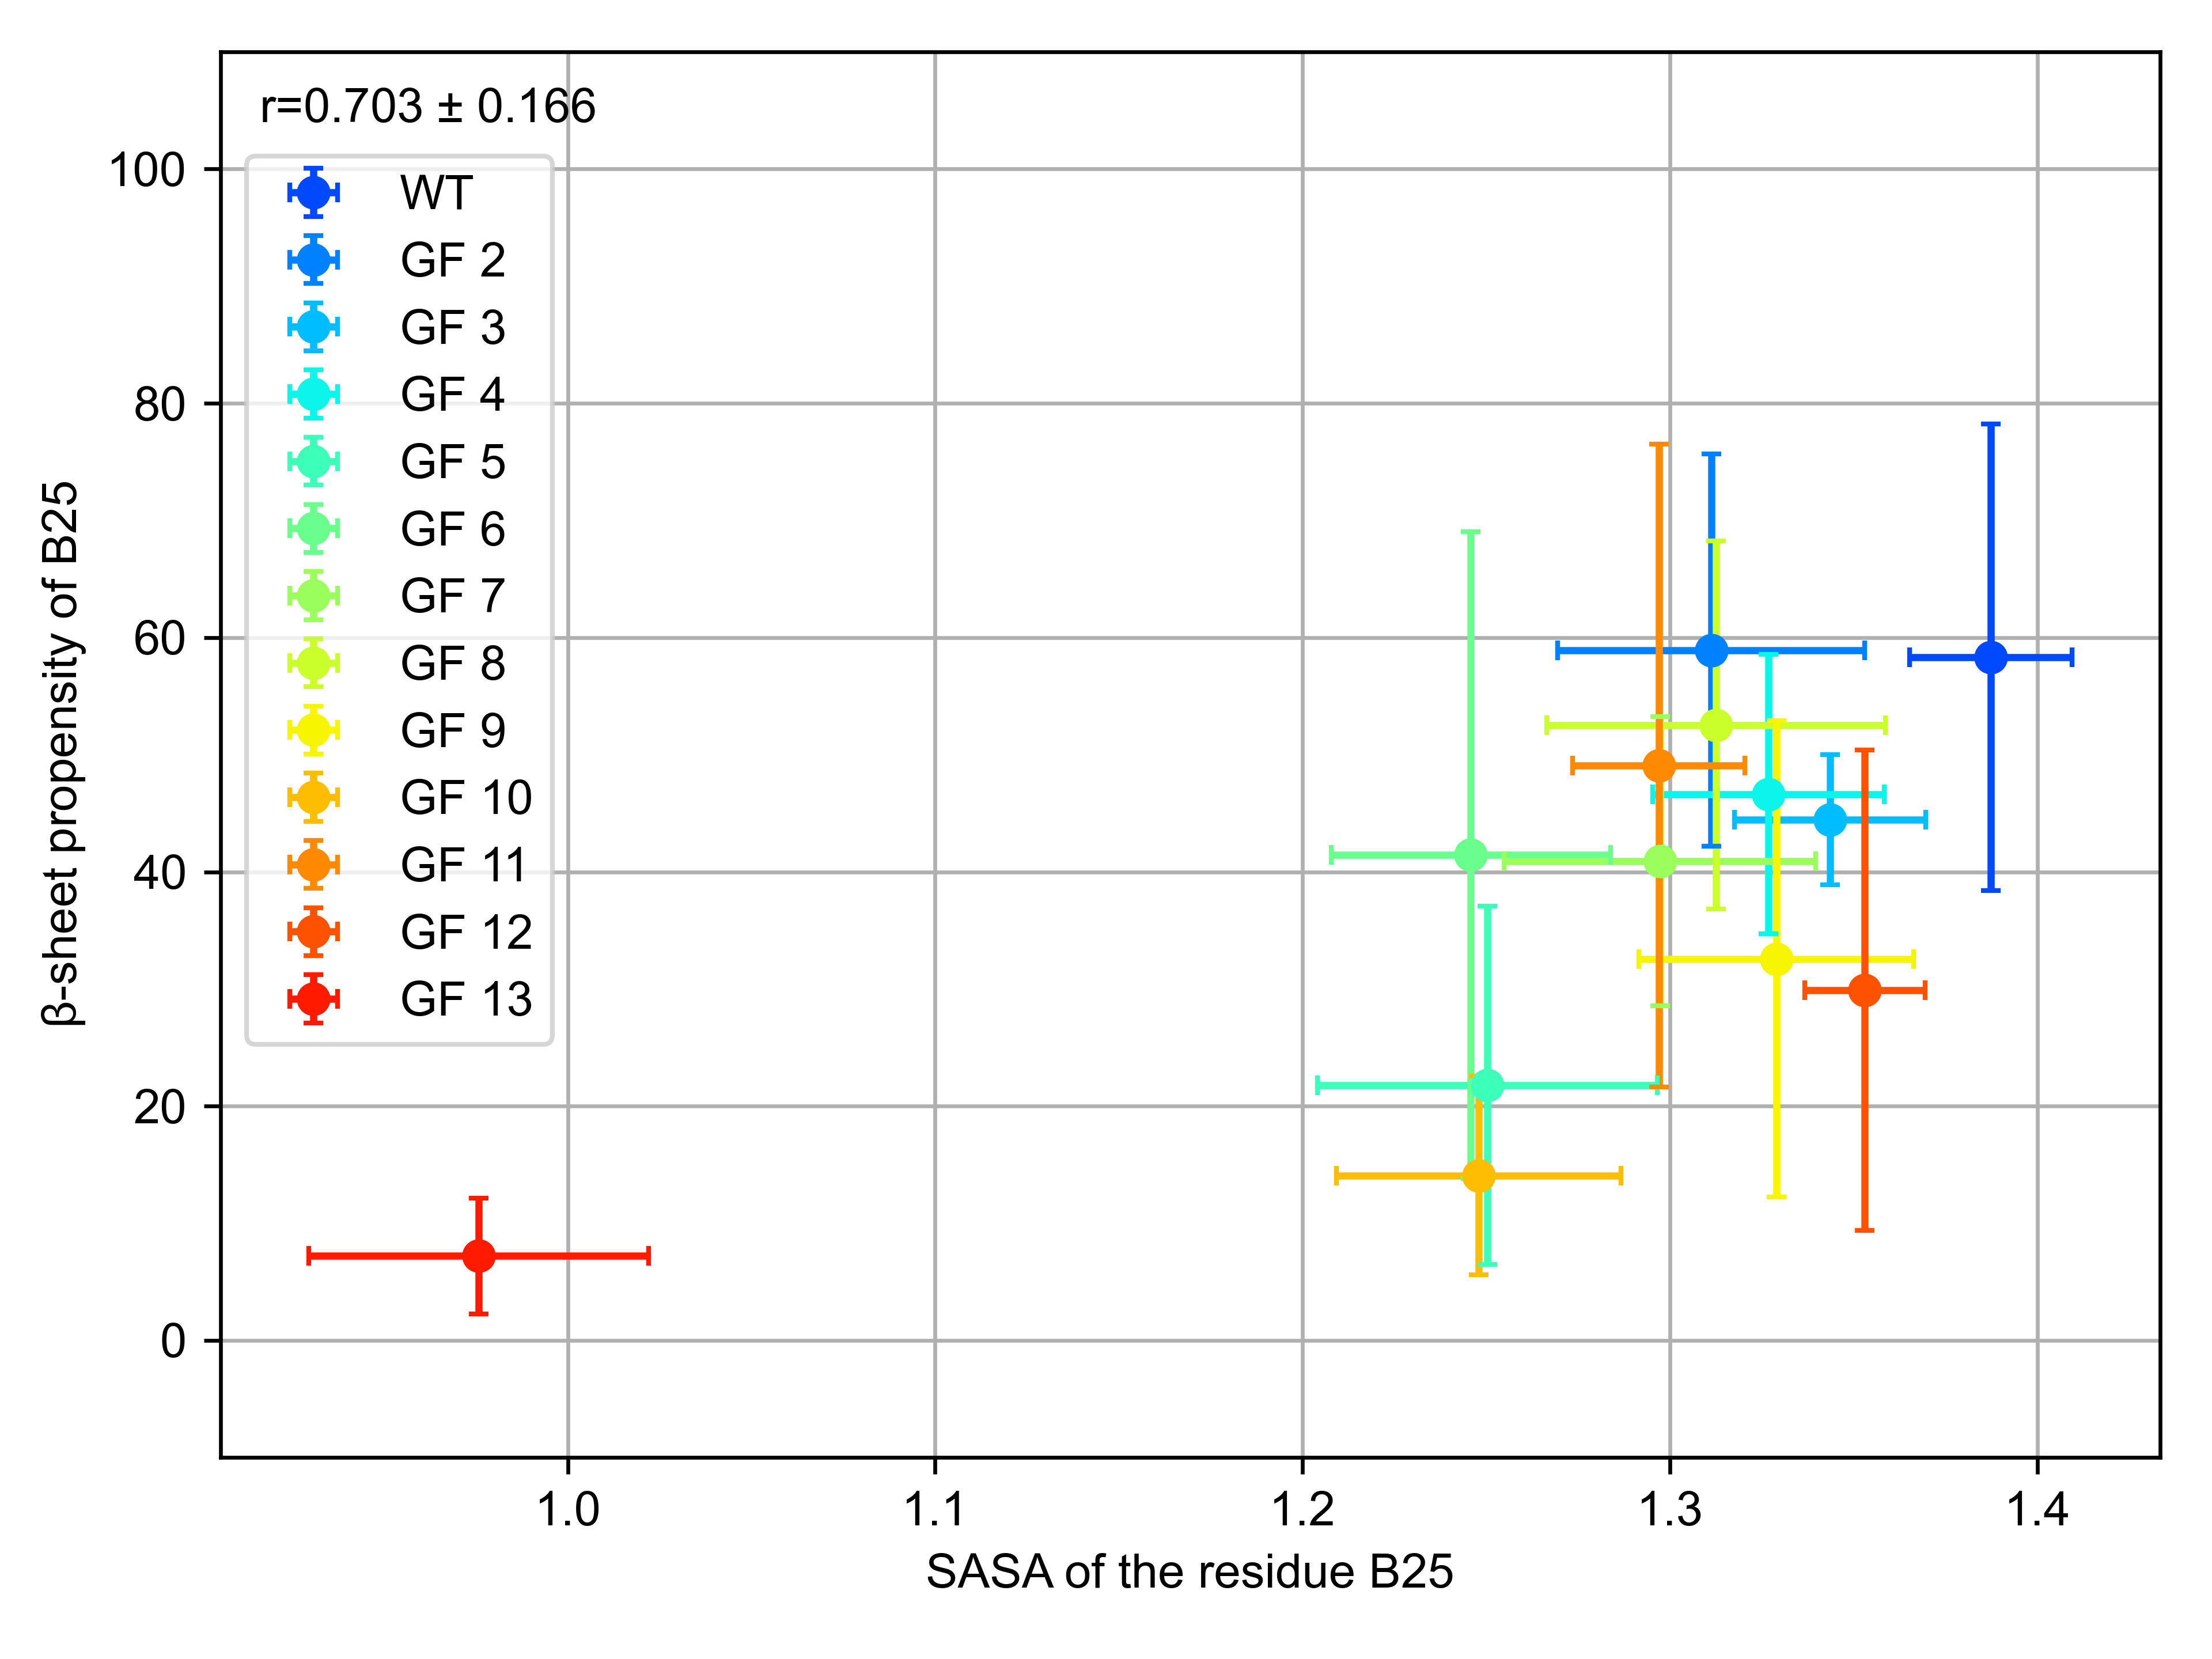 r=0.703 ± 0.166
WT
GF 2
GF 3
GF 4
GF 5
GF 6
GF 7
GF 8
GF 9
GF 10
GF 11
GF 12
GF 13
100
80
60
40
20
0
β-sheet propensity of B25
1.0 1.1 1.2 1.3 1.4
SASA of the residue B25